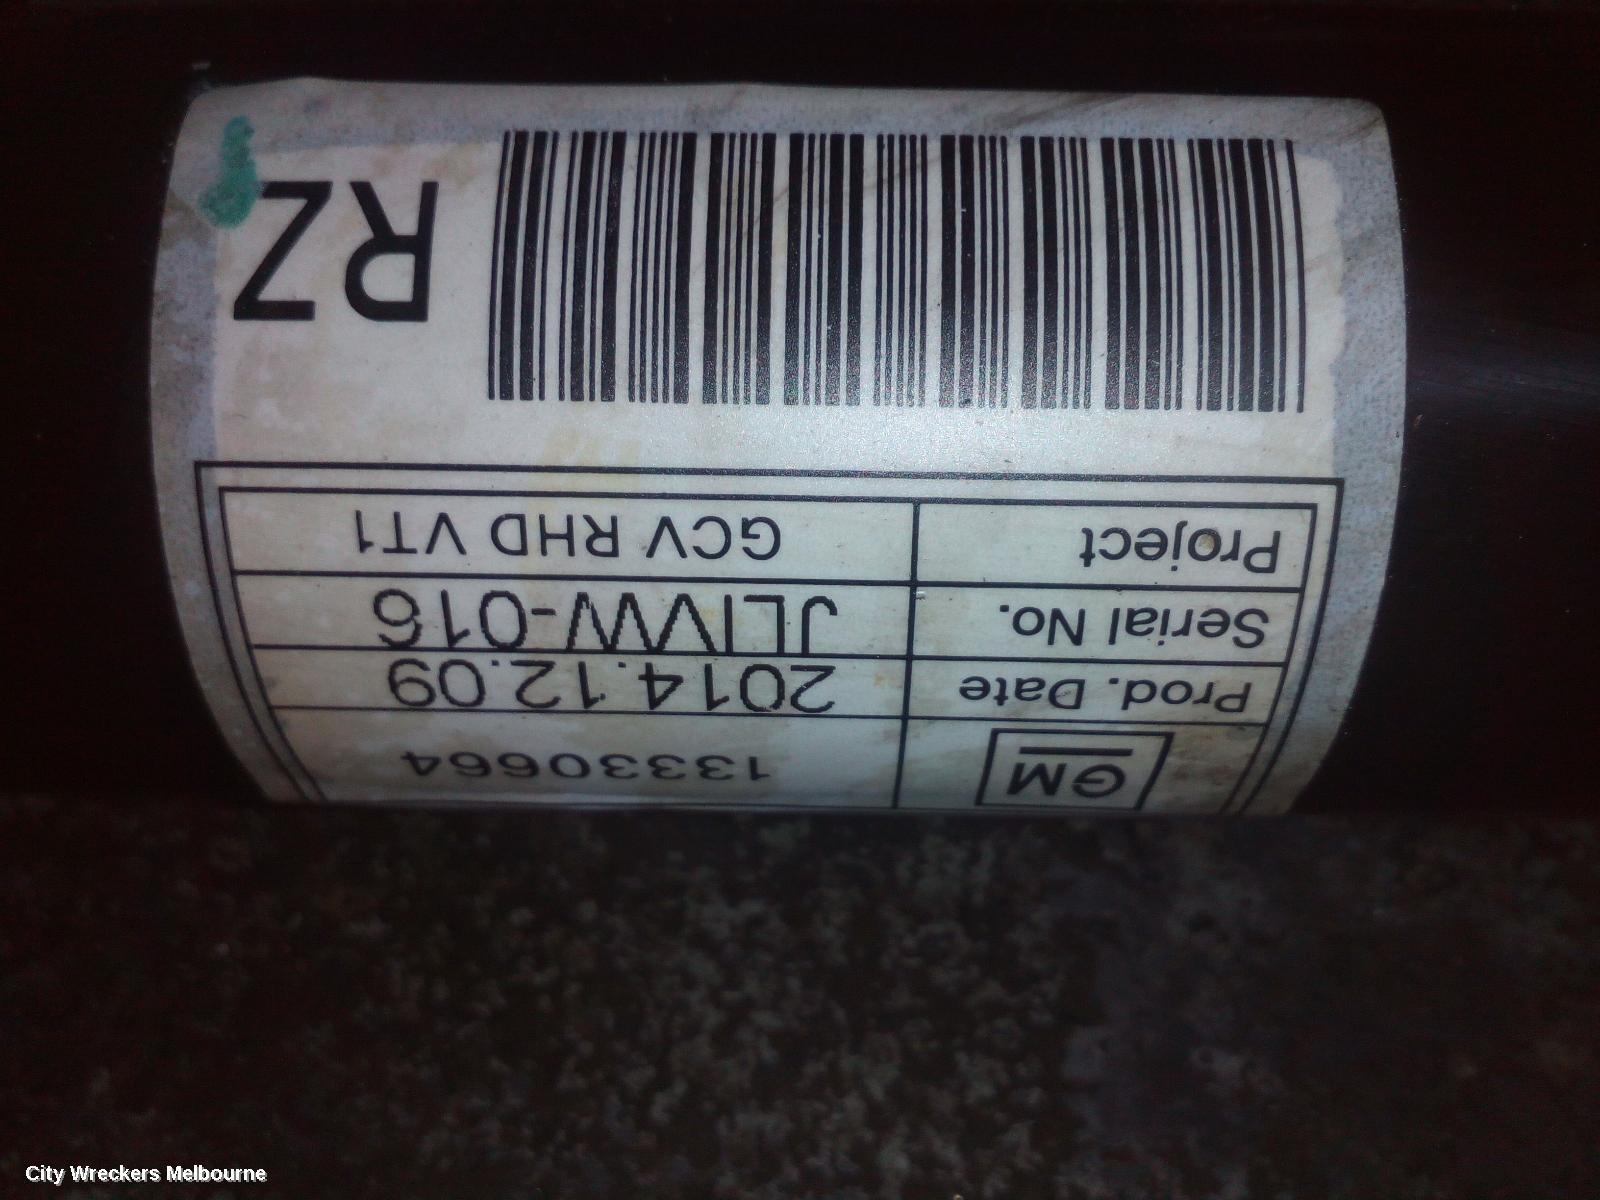 GM 13330664
Prod. Date 2014.12.09
Serial No. JLIVW-016
Project GCV RHD VT1
RZ
City Wreckers Melbourne